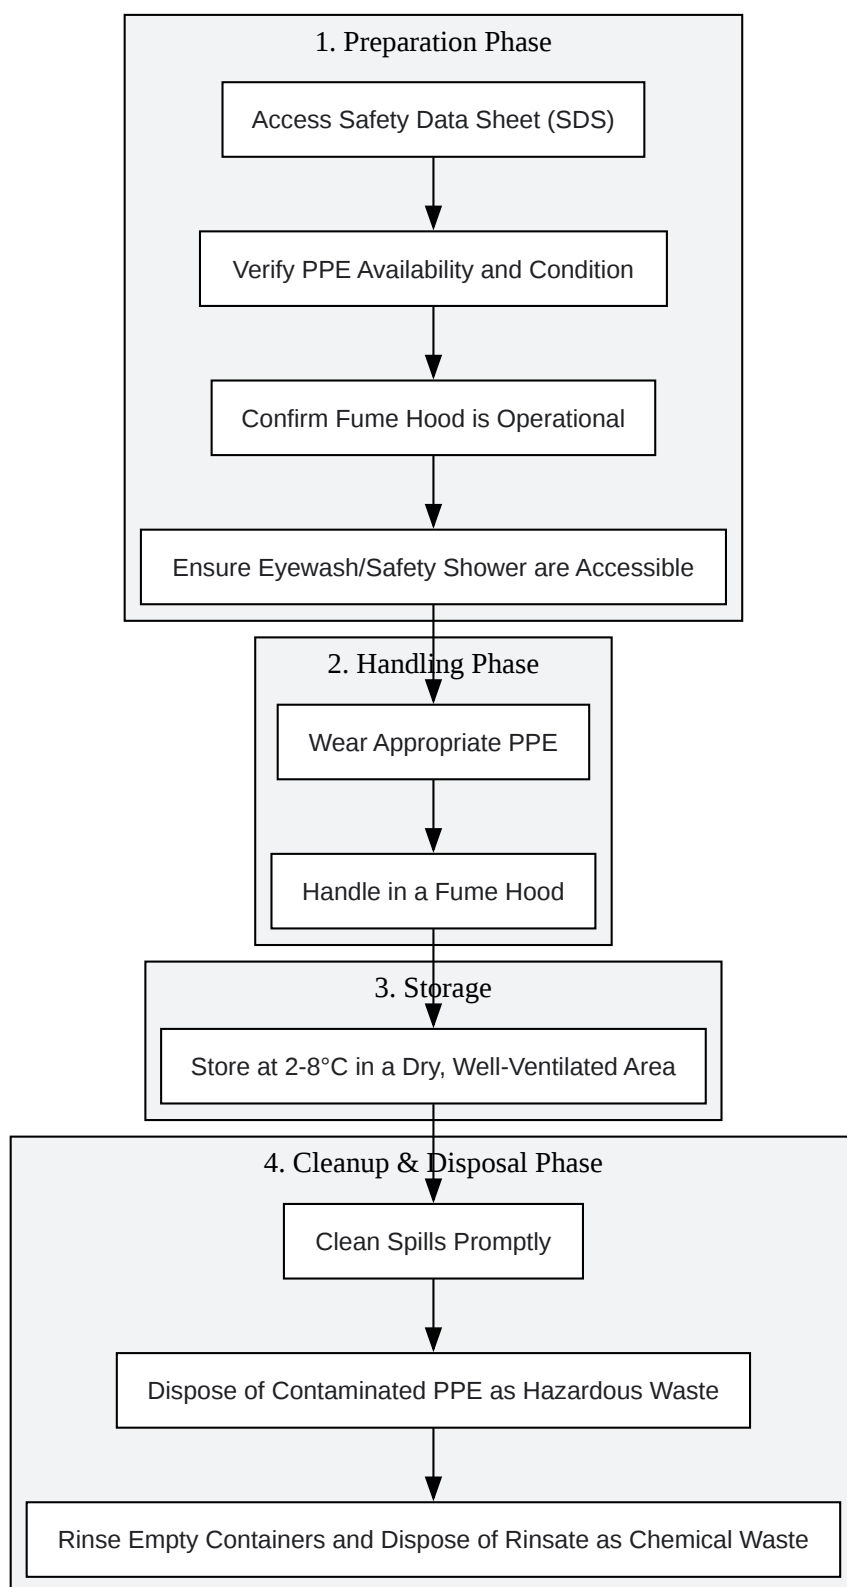 1. Preparation Phase
Access Safety Data Sheet (SDS)
Verify PPE Availability and Condition
Confirm Fume Hood is Operational
Ensure Eyewash/Safety Shower are Accessible
2. Handling Phase
Wear Appropriate PPE
Handle in a Fume Hood
3. Storage
Store at 2-8°C in a Dry, Well-Ventilated Area
4. Cleanup & Disposal Phase
Clean Spills Promptly
Dispose of Contaminated PPE as Hazardous Waste
Rinse Empty Containers and Dispose of Rinsate as Chemical Waste